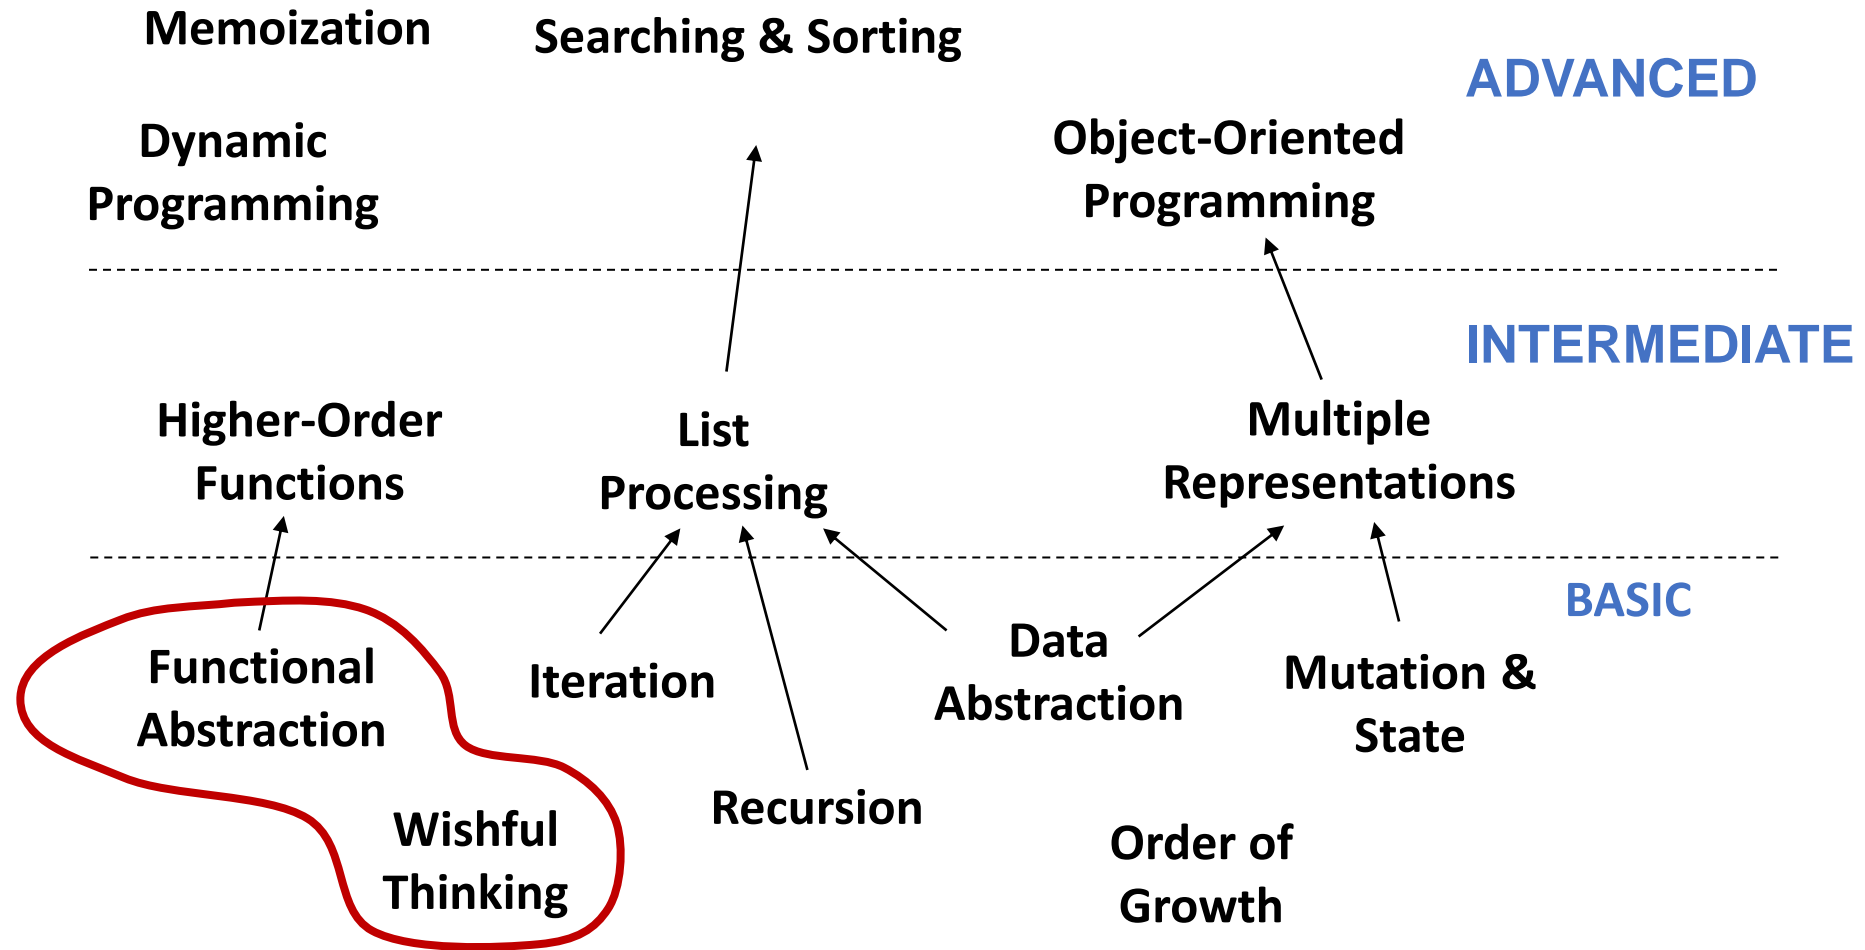 Memoization
Searching & Sorting
ADVANCED
Dynamic
Programming
Object-Oriented
Programming
INTERMEDIATE
Higher-Order
Functions
List
Processing
Multiple
Representations
BASIC
Functional
Abstraction
Iteration
Data
Abstraction
Mutation &
State
Wishful
Thinking
Recursion
Order of
Growth